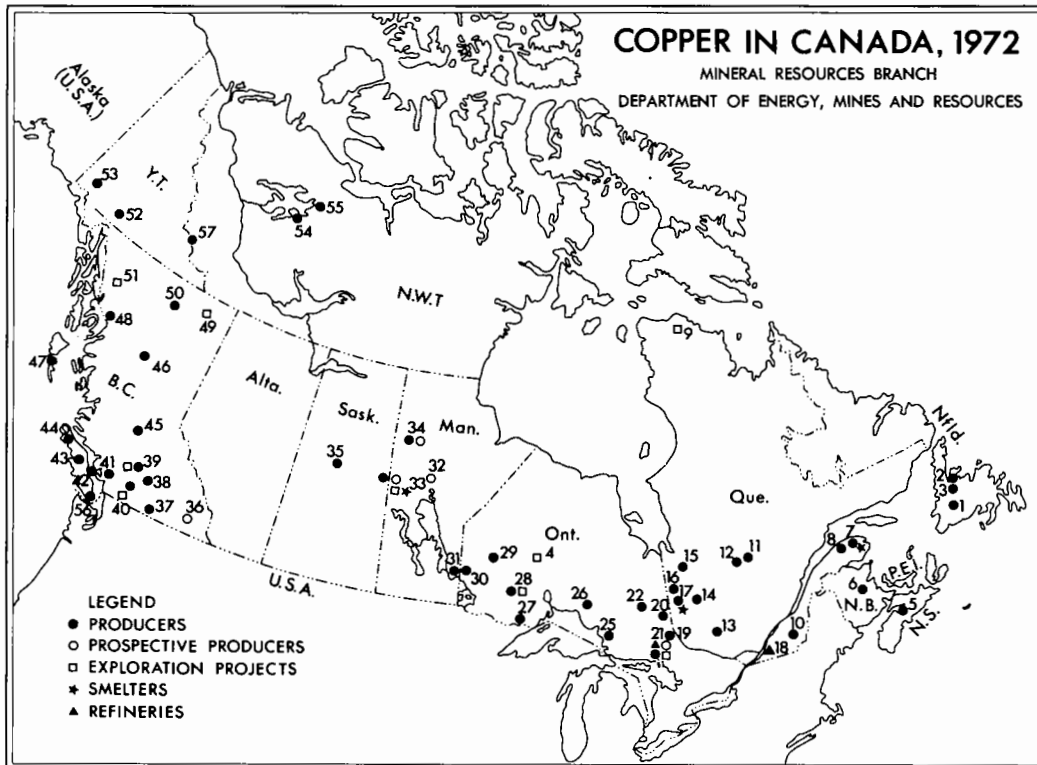 COPPER IN CANADA, 1972
MINERAL RESOURCES BRANCH
DEPARTMENT OF ENERGY, MINES AND RESOURCES
Alaska
(U.S.A.)
Y.T.
53
52
57
55
54
51
50
49
48
47
46
N.W.T
9
B.C.
Alta.
Sask.
Man.
Nfld.
45
44
43
42
41
39
38
40
37
36
56
35
34
32
33
Que.
2
3
1
Ont.
4
31
30
29
28
27
26
25
22
20
21
19
15
16
17
14
13
12
11
8
7
6
P.E.I.
N.B.
5
N.S.
10
18
U.S.A.
LEGEND
PRODUCERS
PROSPECTIVE PRODUCERS
EXPLORATION PROJECTS
SMELTERS
REFINERIES